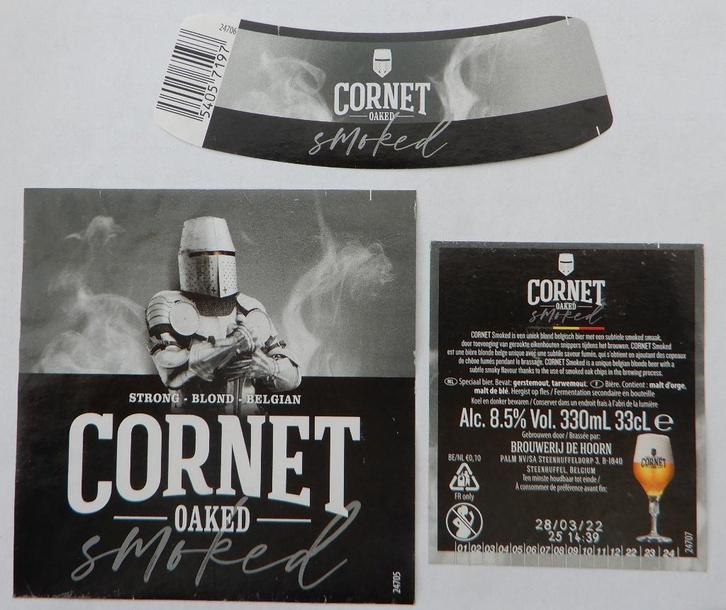 24706
5405 7197
CORNET
OAKED
smoked
STRONG - BLOND - BELGIAN
CORNET
OAKED
smoked
24705
CORNET
OAKED
smoked
CORNET Smoked is een uniek blond belgisch bier met een subtiele smoked smaak,
door toevoeging van gerookte eikenhouten snippers tijdens het brouwen. CORNET Smoked
est une bière blonde belge unique avec une subtile saveur fumée, qui s'obtient en ajoutant des copeaux
de chêne fumés pendant le brassage. CORNET Smoked is a unique belgian blonde beer with a
subtle smoky flavour thanks to the use of smoked oak chips in the brewing process.
NL Speciaal bier. Bevat: gerstemout, tarwemout. F Bière. Contient : malt d'orge,
malt de blé. Hergist op fles / Fermentation secondaire en bouteille
Koel en donker bewaren / Conserver dans un endroit frais à l'abri de la lumière
Alc. 8.5% Vol. 330mL 33cL e
Gebrouwen door / Brassée par:
BROUWERIJ DE HOORN
PALM NV/SA STEENHUFFELDORP 3, B-1840
STEENHUFFEL, BELGIUM
Ten minste houdbaar tot einde /
À consommer de préférence avant fin:
BE/NL €0,10
FR only
CORNET
28/03/22
25 14:39
01 02 03 04 05 06 07 08 09 10 11 12 22 23 24
24707